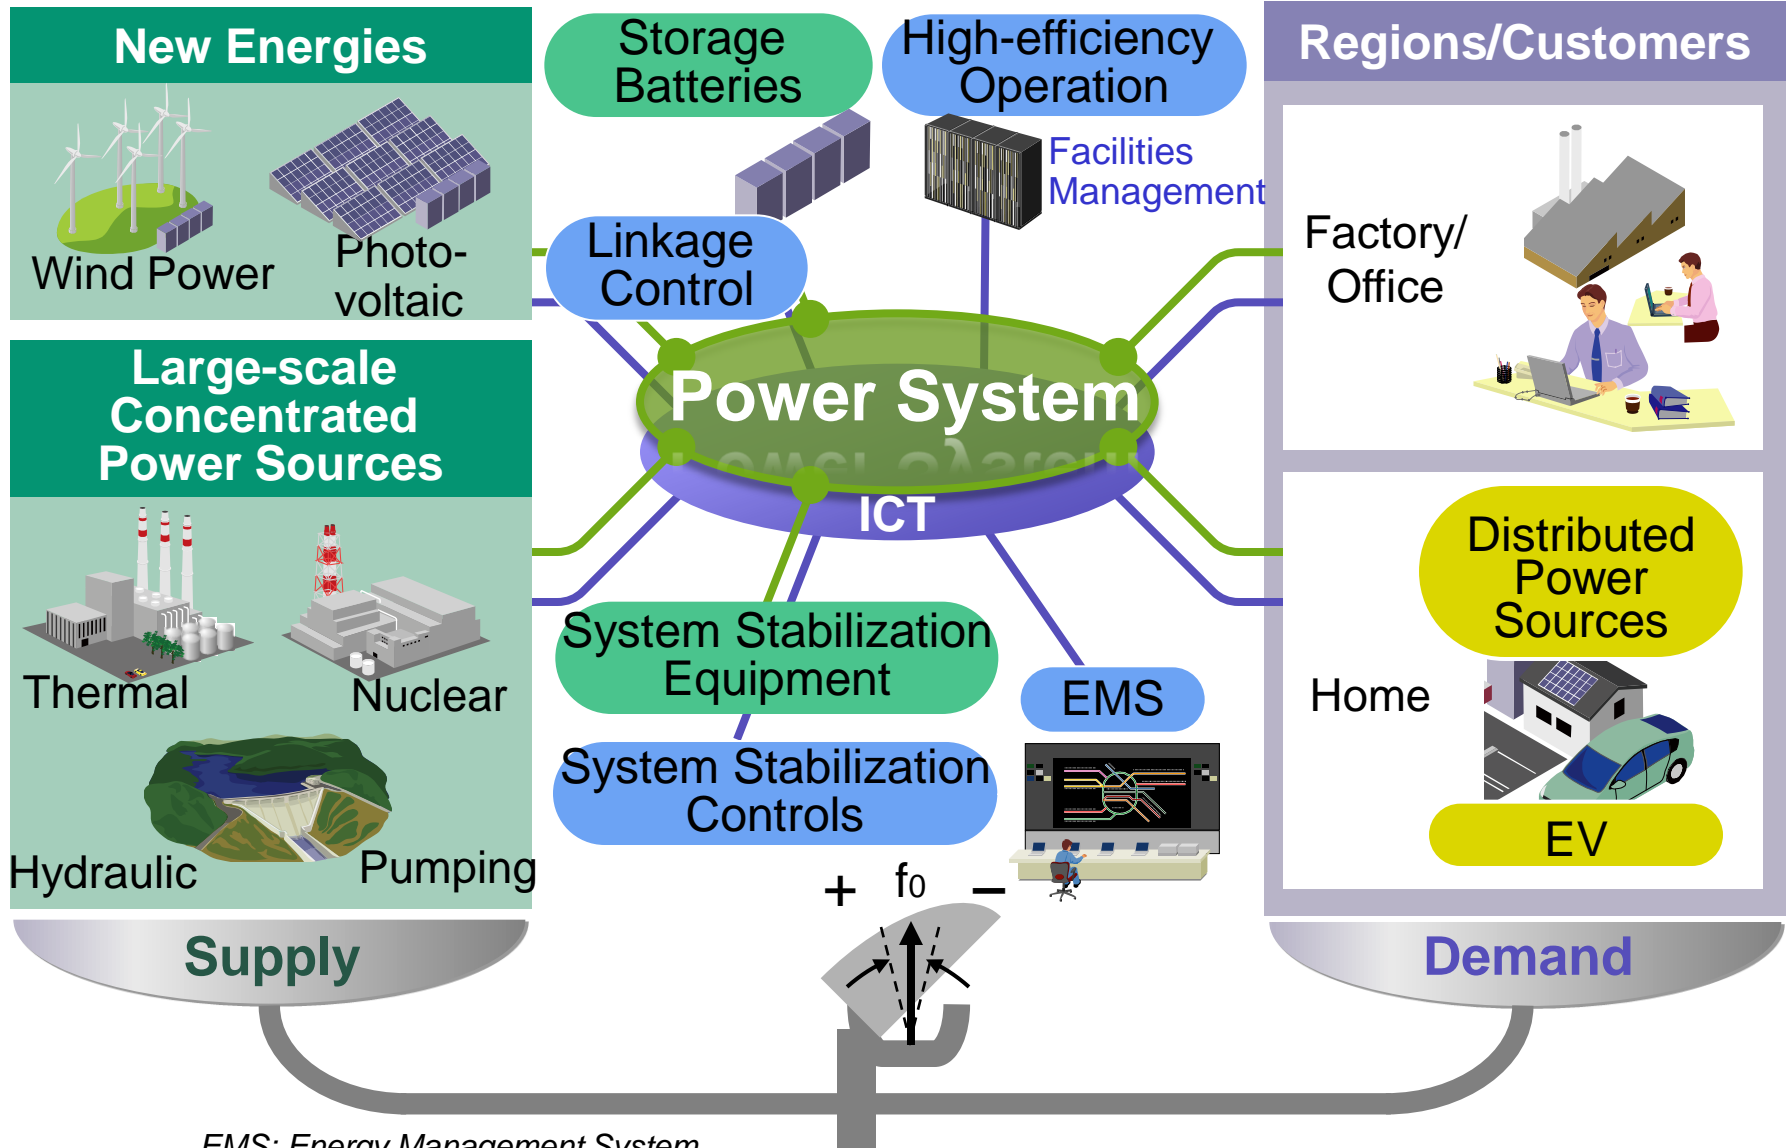 New Energies
Wind Power
Photo-
voltaic
Large-scale
Concentrated
Power Sources
Thermal
Nuclear
Hydraulic
Pumping
Supply
Storage
Batteries
High-efficiency
Operation
Facilities
Management
Linkage
Control
Power System
ICT
System Stabilization
Equipment
System Stabilization
Controls
EMS
+ f0 −
Regions/Customers
Factory/
Office
Distributed
Power
Sources
Home
EV
Demand
EMS: Energy Management System